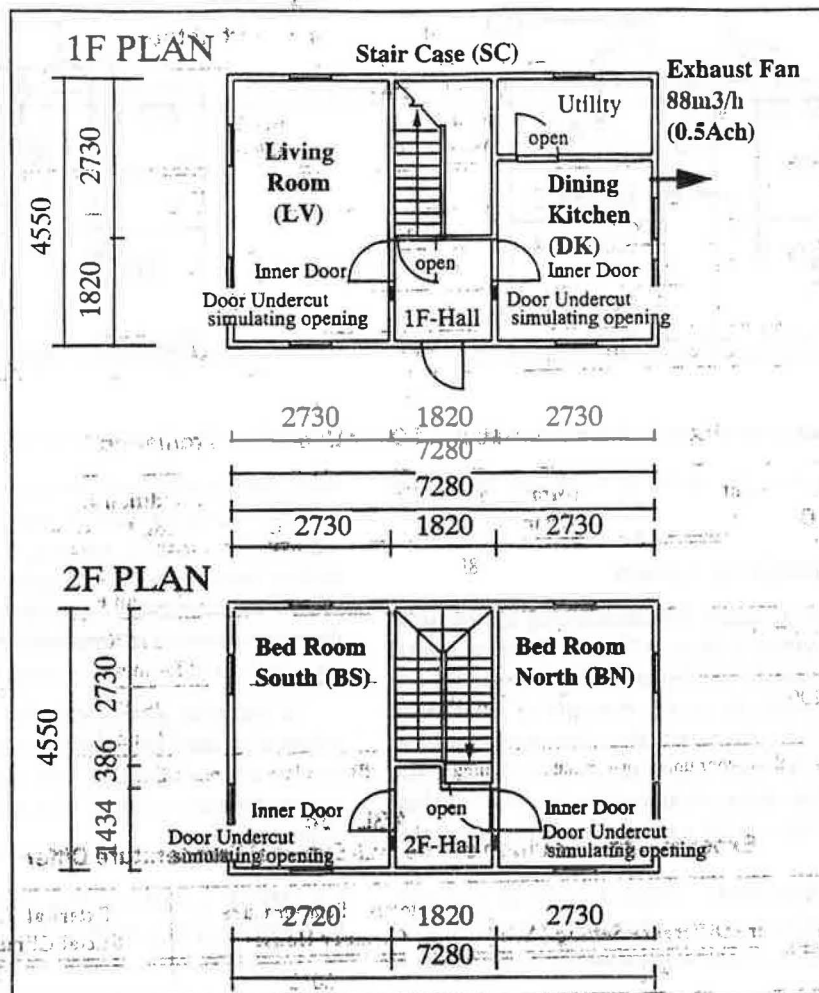 1F PLAN
Stair Case (SC)
Exhaust Fan
88m3/h
(0.5Ach)
Utility
open
2730
4550
1820
Living
Room
(LV)
Dining
Kitchen
(DK)
open
Inner Door
Inner Door
Door Undercut
simulating opening
Door Undercut
simulating opening
1F-Hall
2730
1820
2730
7280
7280
2730
1820
2730
2F PLAN
Bed Room
South (BS)
Bed Room
North (BN)
2730
4550
386
1434
Inner Door
open
Inner Door
Door Undercut
simulating opening
Door Undercut
simulating opening
2F-Hall
2720
1820
2730
7280